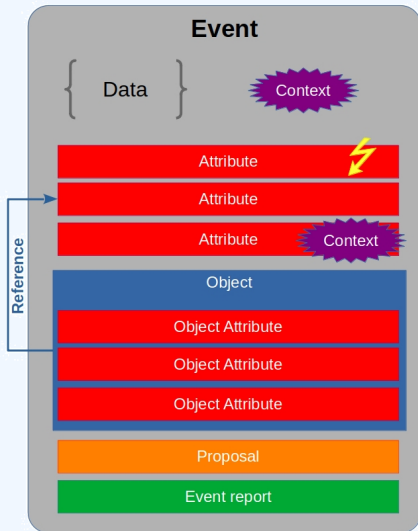 Event
{ Data }
Context
Attribute
Attribute
Attribute
Context
Reference
Object
Object Attribute
Object Attribute
Object Attribute
Proposal
Event report